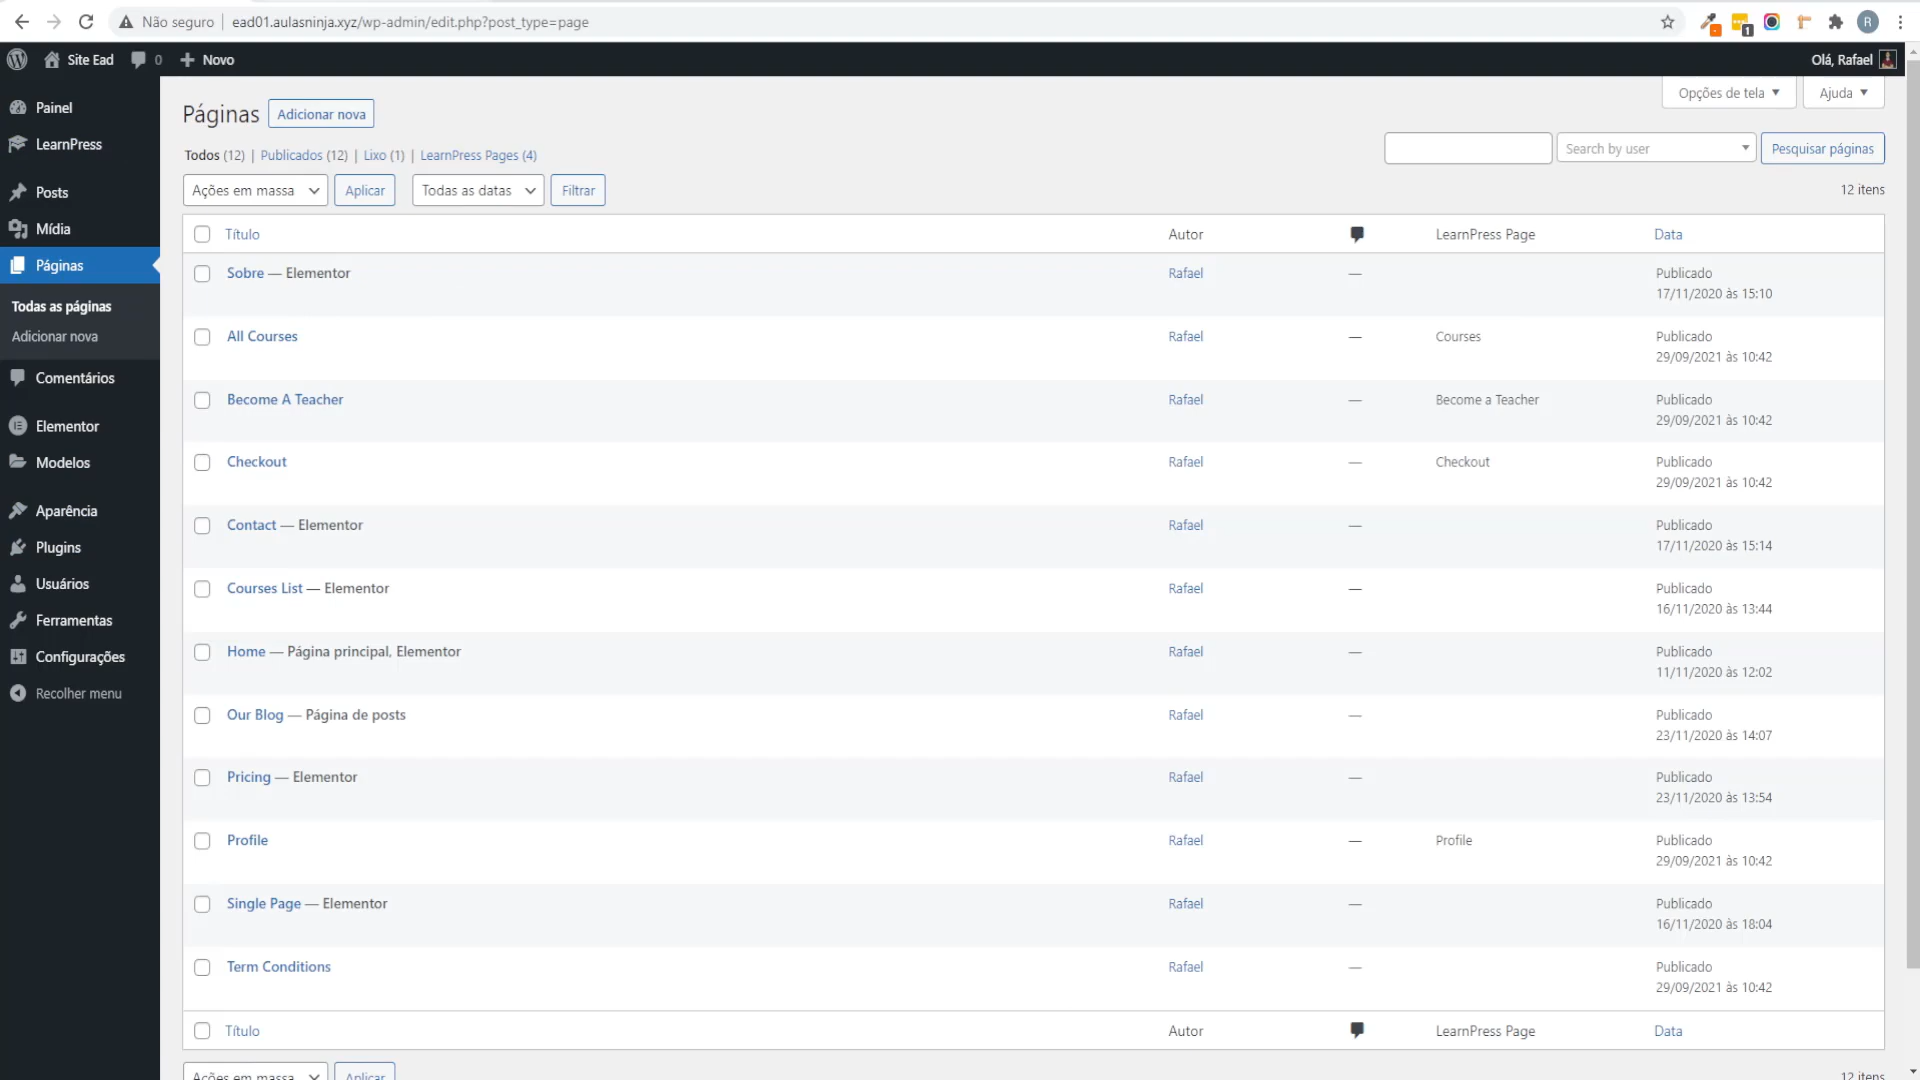 Não seguro
ead01.aulasninja.xyz/wp-admin/edit.php?post_type=page
1
R
Site Ead
0
Novo
Olá, Rafael
Painel
LearnPress
Posts
Mídia
Páginas
Todas as páginas
Adicionar nova
Comentários
Elementor
Modelos
Aparência
Plugins
Usuários
Ferramentas
Configurações
Recolher menu
Opções de tela
Ajuda
Páginas
Adicionar nova
Todos (12) | Publicados (12) | Lixo (1) | LearnPress Pages (4)
Search by user
Pesquisar páginas
Ações em massa
Aplicar
Todas as datas
Filtrar
12 itens
Título Autor LearnPress Page Data
Sobre — Elementor Rafael — Publicado
17/11/2020 às 15:10
All Courses Rafael — Courses Publicado
29/09/2021 às 10:42
Become A Teacher Rafael — Become a Teacher Publicado
29/09/2021 às 10:42
Checkout Rafael — Checkout Publicado
29/09/2021 às 10:42
Contact — Elementor Rafael — Publicado
17/11/2020 às 15:14
Courses List — Elementor Rafael — Publicado
16/11/2020 às 13:44
Home — Página principal, Elementor Rafael — Publicado
11/11/2020 às 12:02
Our Blog — Página de posts Rafael — Publicado
23/11/2020 às 14:07
Pricing — Elementor Rafael — Publicado
23/11/2020 às 13:54
Profile Rafael — Profile Publicado
29/09/2021 às 10:42
Single Page — Elementor Rafael — Publicado
16/11/2020 às 18:04
Term Conditions Rafael — Publicado
29/09/2021 às 10:42
Título Autor LearnPress Page Data
Ações em massa
Aplicar
12 itens